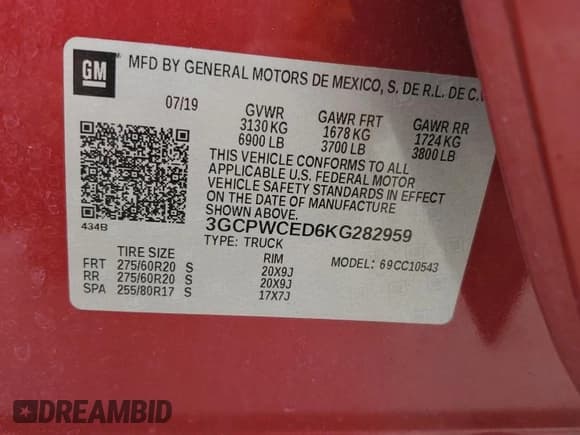 GM
MFD BY GENERAL MOTORS DE MEXICO, S. DE R.L. DE C.V
07/19 GVWR GAWR FRT GAWR RR
3130 KG 1678 KG 1724 KG
6900 LB 3700 LB 3800 LB
THIS VEHICLE CONFORMS TO ALL
APPLICABLE U.S. FEDERAL MOTOR
VEHICLE SAFETY STANDARDS IN EFFECT
ON THE DATE OF MANUFACTURE
SHOWN ABOVE.
434B 3GCPWCED6KG282959
TYPE: TRUCK MODEL: 69CC10543
TIRE SIZE RIM
FRT 275/60R20 S 20X9J
RR 275/60R20 S 20X9J
SPA 255/80R17 S 17X7J
DREAMBID